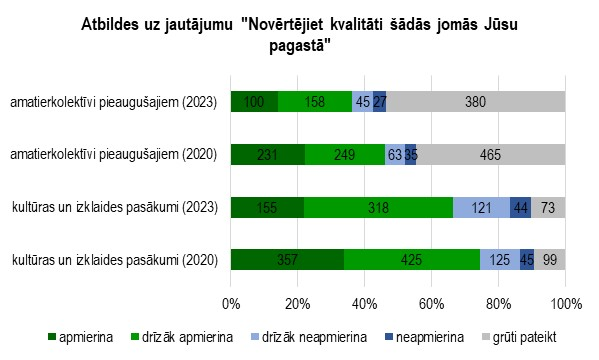 Atbildes uz jautājumu "Novērtējiet kvalitāti šādās jomās Jūsu
pagastā"
amatierkolektīvi pieaugušajiem (2023)
100 158 45 27 380
amatierkolektīvi pieaugušajiem (2020)
231 249 63 35 465
kultūras un izklaides pasākumi (2023)
155 318 121 44 73
kultūras un izklaides pasākumi (2020)
357 425 125 45 99
0% 20% 40% 60% 80% 100%
apmierina drīzāk apmierina drīzāk neapmierina neapmierina grūti pateikt